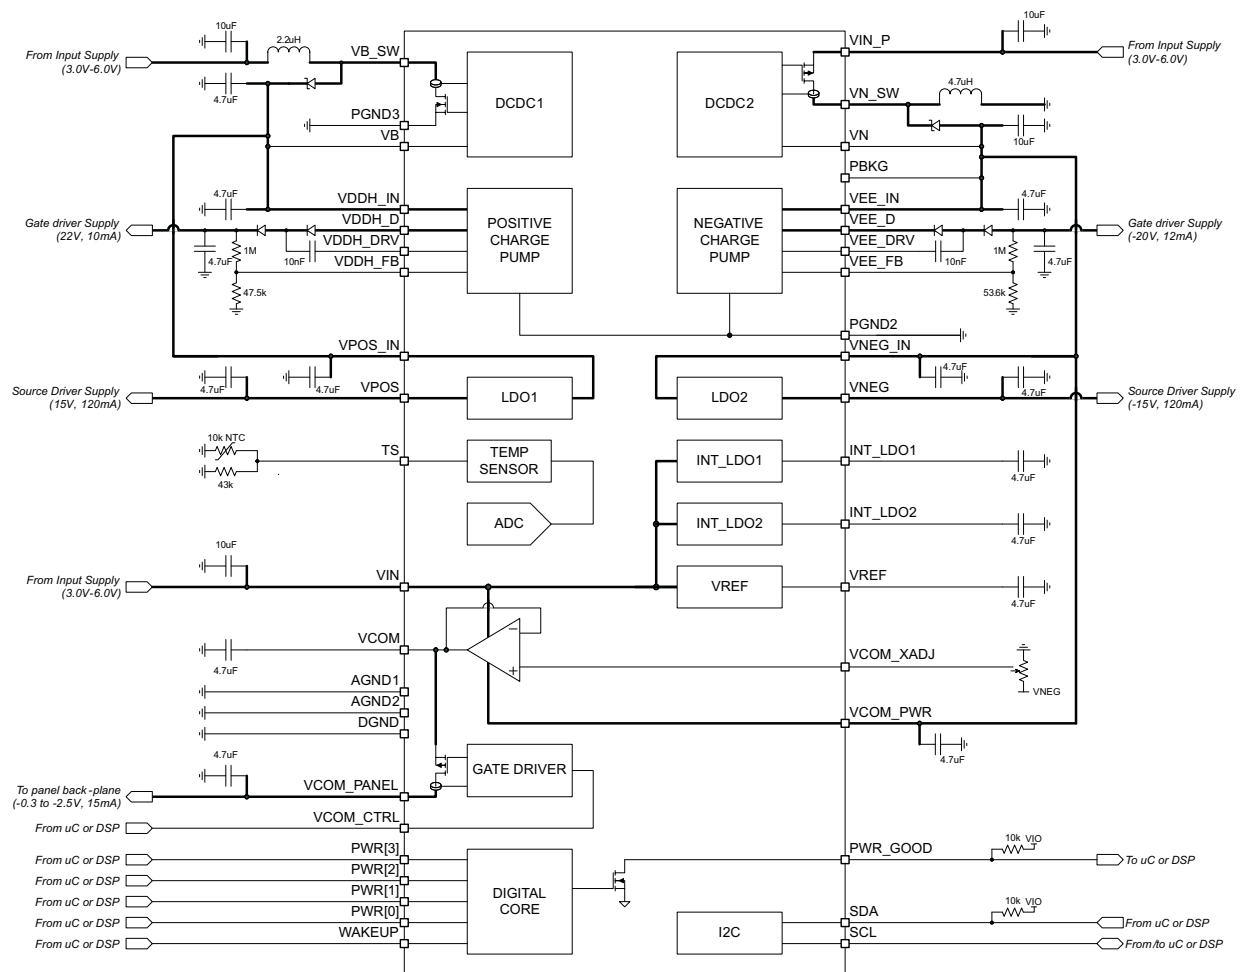 10uF
2.2uH
From Input Supply
(3.0V-6.0V)
VB_SW
4.7uF
PGND3
VB
DCDC1
DCDC2
VIN_P
10uF
From Input Supply
(3.0V-6.0V)
VN_SW
4.7uH
10uF
VN
PBKG
4.7uF
VDDH_IN
Gate driver Supply
(22V, 10mA)
VDDH_D
VDDH_DRV
VDDH_FB
4.7uF
1M
10nF
47.5k
POSITIVE
CHARGE
PUMP
NEGATIVE
CHARGE
PUMP
VEE_IN
4.7uF
VEE_D
VEE_DRV
VEE_FB
Gate driver Supply
(-20V, 12mA)
10nF
1M
4.7uF
53.6k
PGND2
VPOS_IN
VNEG_IN
4.7uF
4.7uf
4.7uF
4.7uF
Source Driver Supply
(15V, 120mA)
VPOS
LDO1
LDO2
VNEG
Source Driver Supply
(-15V, 120mA)
10k NTC
43k
TS
TEMP
SENSOR
ADC
INT_LDO1
INT_LDO1
4.7uF
INT_LDO2
INT_LDO2
4.7uF
10uF
From Input Supply
(3.0V-6.0V)
VIN
VREF
VREF
4.7uF
VCOM
4.7uF
−
+
VCOM_XADJ
VNEG
AGND1
AGND2
DGND
VCOM_PWR
4.7uF
4.7uF
To panel back-plane
(-0.3 to -2.5V, 15mA)
VCOM_PANEL
GATE DRIVER
From uC or DSP
VCOM_CTRL
From uC or DSP
PWR[3]
From uC or DSP
PWR[2]
From uC or DSP
PWR[1]
From uC or DSP
PWR[0]
From uC or DSP
WAKEUP
DIGITAL
CORE
PWR_GOOD
10k VIO
To uC or DSP
I2C
SDA
10k VIO
From uC or DSP
SCL
From/to uC or DSP